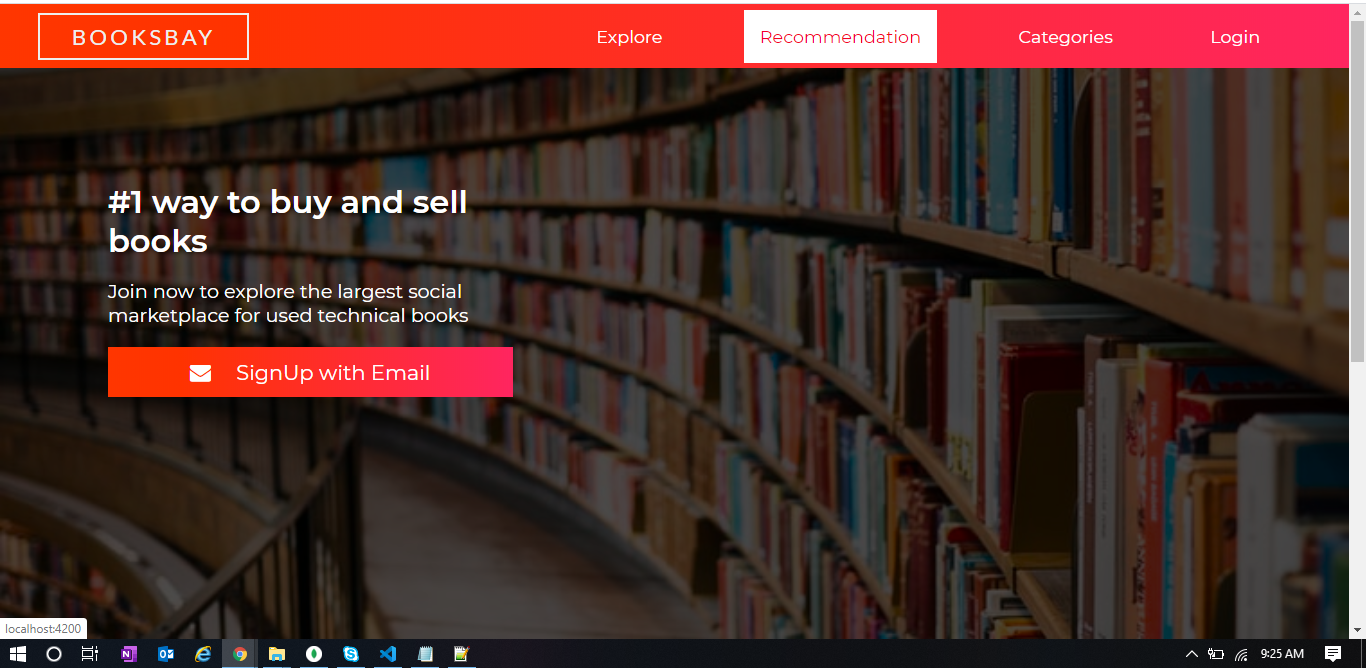 BOOKSBAY
Explore
Recommendation
Categories
Login
#1 way to buy and sell
books
Join now to explore the largest social
marketplace for used technical books
SignUp with Email
localhost:4200
9:25 AM